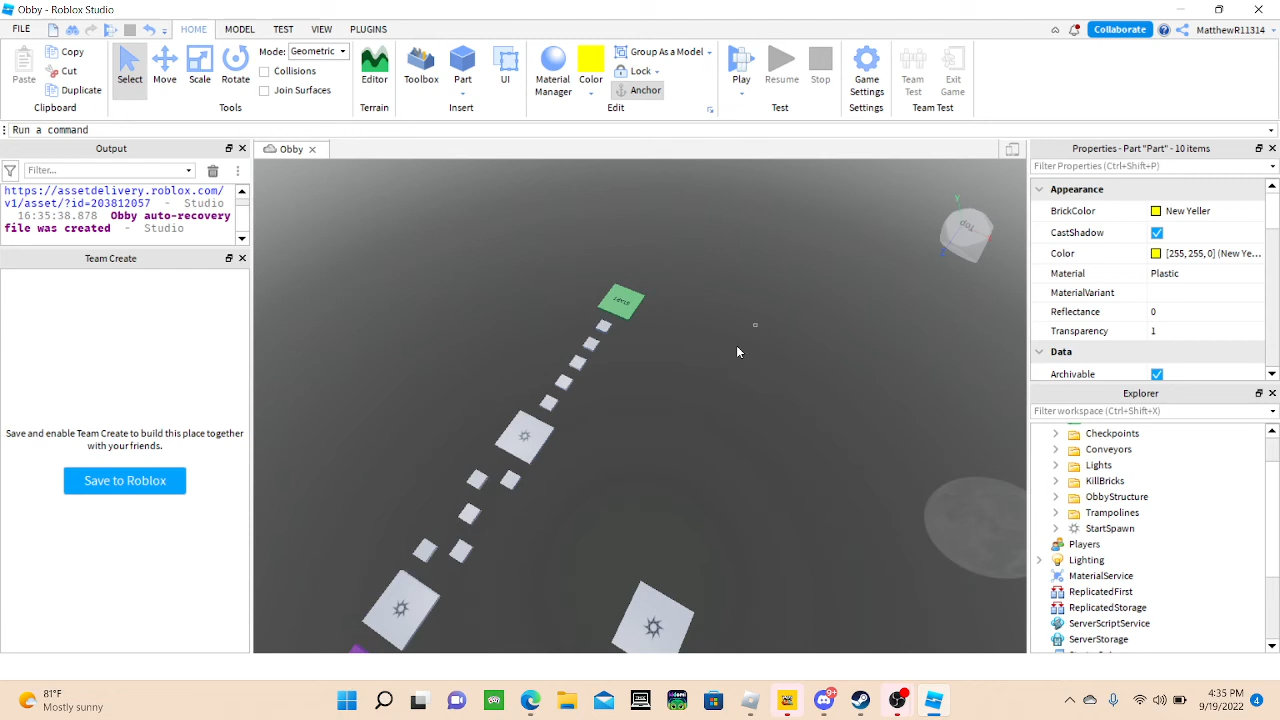 Obby - Roblox Studio
FILE HOME MODEL TEST VIEW PLUGINS Collaborate MatthewR11314
Paste Copy Cut Duplicate Clipboard
Select Move Scale Rotate Mode: Geometric Collisions Join Surfaces Tools
Editor Terrain
Toolbox Part UI Insert
Material Manager Color Group As a Model Lock Anchor Edit
Play Resume Stop Test
Game Settings Settings
Team Test Exit Game Team Test
Run a command
Output
Filter...
https://assetdelivery.roblox.com/
v1/asset/?id=203812057 - Studio
16:35:38.878 Obby auto-recovery
file was created - Studio
Team Create
Save and enable Team Create to build this place together
with your friends.
Save to Roblox
Obby
START
Top
Y
Properties - Part "Part" - 10 items
Filter Properties (Ctrl+Shift+P)
Appearance
BrickColor New Yeller
CastShadow
Color [255, 255, 0] (New Ye...
Material Plastic
MaterialVariant
Reflectance 0
Transparency 1
Data
Archivable
Explorer
Filter workspace (Ctrl+Shift+X)
Checkpoints
Conveyors
Lights
KillBricks
ObbyStructure
Trampolines
StartSpawn
Players
Lighting
MaterialService
ReplicatedFirst
ReplicatedStorage
ServerScriptService
ServerStorage
81°F
Mostly sunny
9+
4:35 PM
9/19/2022
4